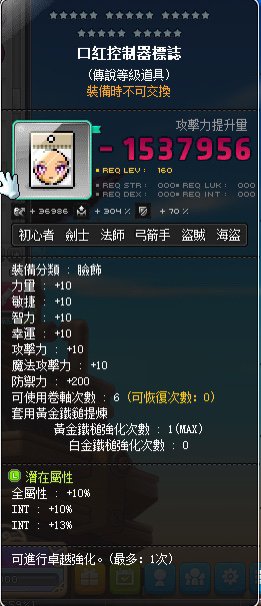 口紅控制器標誌
(傳說等級道具)
裝備時不可交換
攻擊力提升量
- 1537956
REQ LEV : 160
REQ STR : 000 REQ LUK : 000
REQ DEX : 000 REQ INT : 000
+ 36986 + 304 % + 70 %
初心者 劍士 法師 弓箭手 盜賊 海盜
裝備分類 : 臉飾
力量 : +10
敏捷 : +10
智力 : +10
幸運 : +10
攻擊力 : +10
魔法攻擊力 : +10
防禦力 : +200
可使用卷軸次數 : 6 (可恢復次數: 0)
套用黃金鐵鎚提煉
黃金鐵鎚強化次數 : 1(MAX)
白金鐵鎚強化次數 : 0
潛在屬性
全屬性 : +10%
INT : +10%
INT : +13%
可進行卓越強化。(最多: 1次)